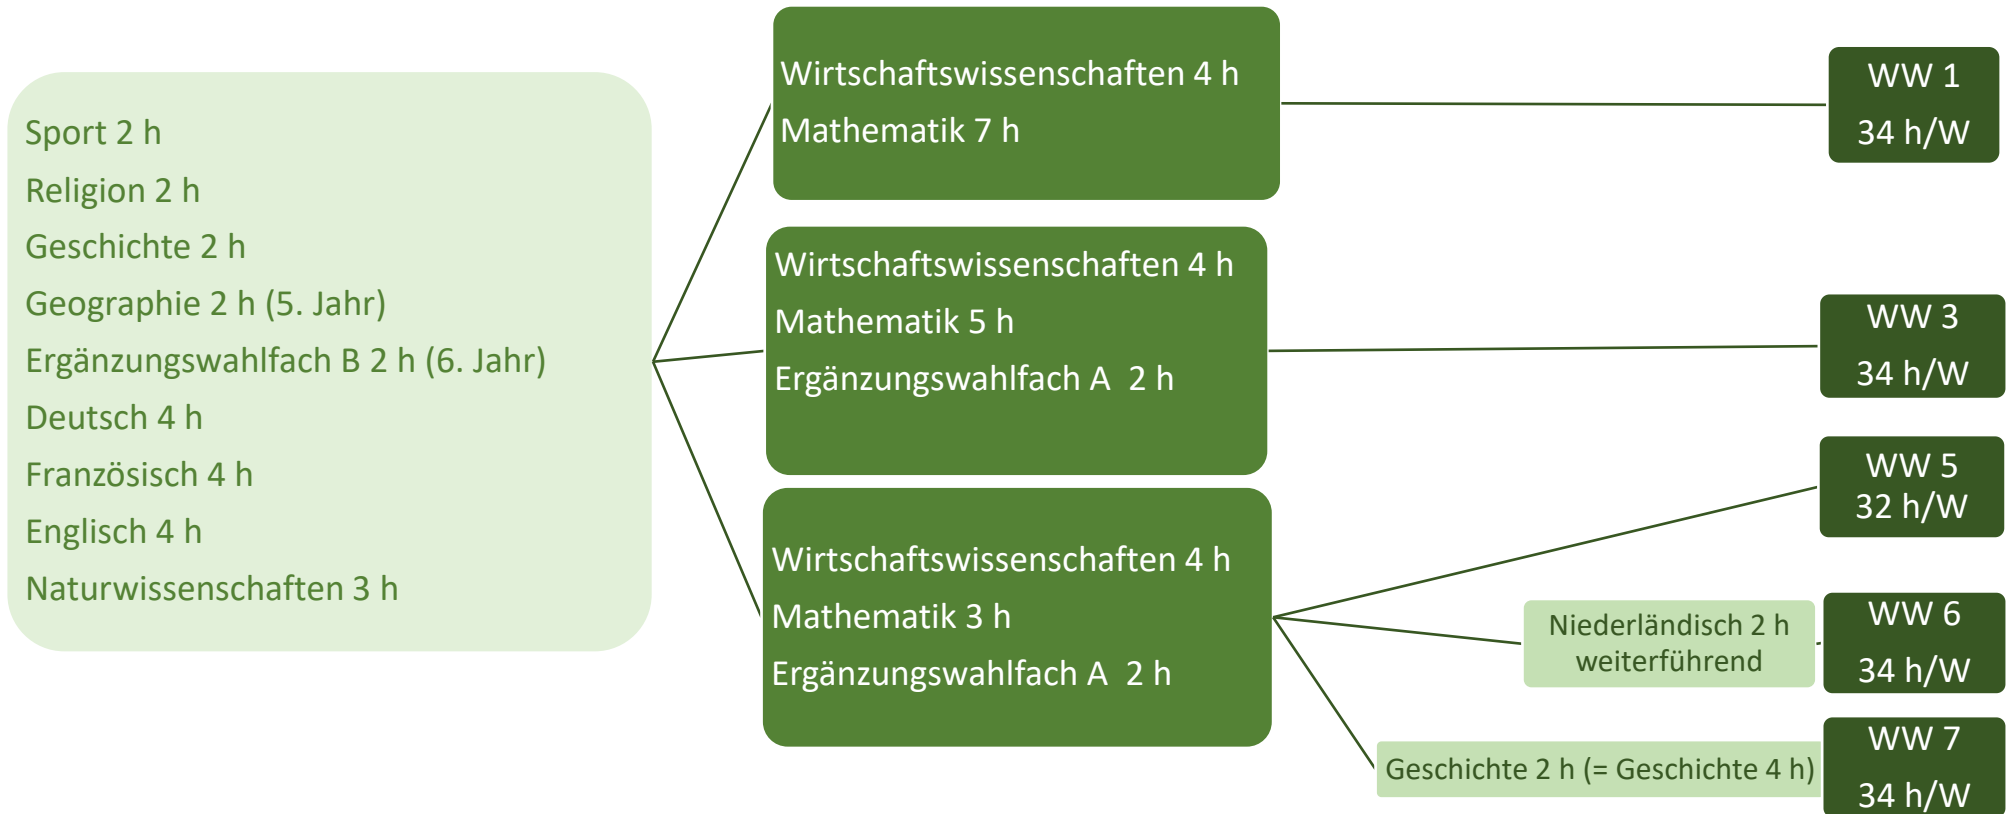 Sport 2 h
Religion 2 h
Geschichte 2 h
Geographie 2 h (5. Jahr)
Ergänzungswahlfach B 2 h (6. Jahr)
Deutsch 4 h
Französisch 4 h
Englisch 4 h
Naturwissenschaften 3 h
Wirtschaftswissenschaften 4 h
Mathematik 7 h
WW 1
34 h/W
Wirtschaftswissenschaften 4 h
Mathematik 5 h
Ergänzungswahlfach A  2 h
WW 3
34 h/W
Wirtschaftswissenschaften 4 h
Mathematik 3 h
Ergänzungswahlfach A  2 h
WW 5
32 h/W
Niederländisch 2 h
weiterführend
WW 6
34 h/W
Geschichte 2 h (= Geschichte 4 h)
WW 7
34 h/W